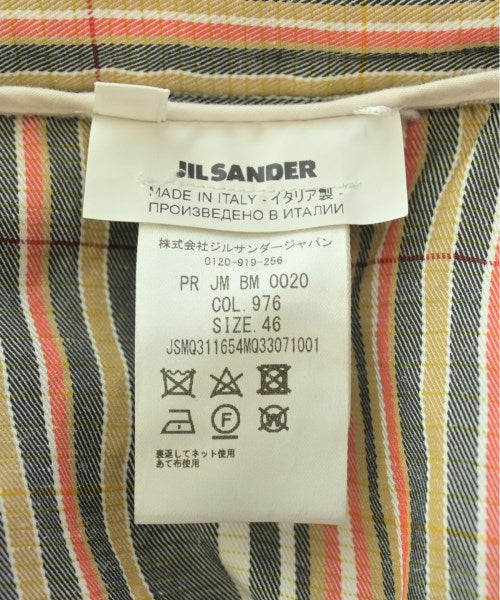 JIL SANDER
MADE IN ITALY - イタリア製 -
ПРОИЗВЕДЕНО В ИТАЛИИ
株式会社ジルサンダージャパン
0120-919-256
PR JM BM 0020
COL. 976
SIZE. 46
JSMQ311654MQ33071001
F
W
裏返してネット使用
あて布使用